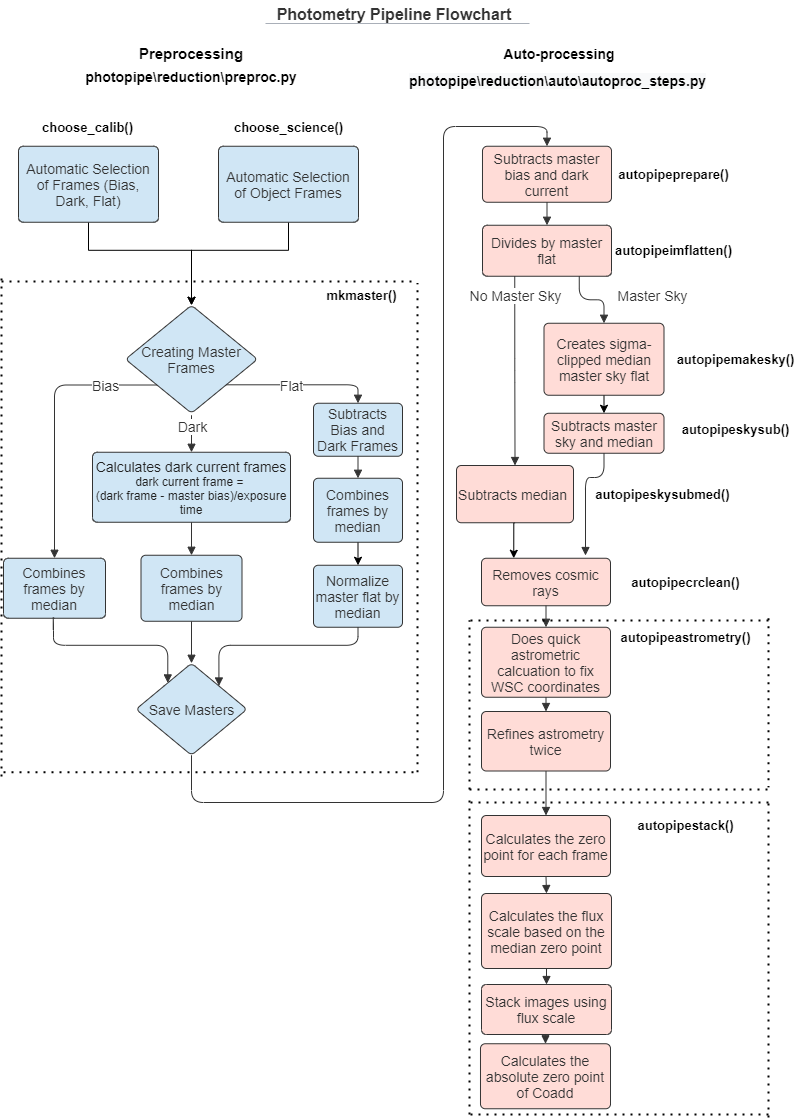 Photometry Pipeline Flowchart
Preprocessing
photopipe\reduction\preproc.py
choose_calib()
choose_science()
Automatic Selection
of Frames (Bias,
Dark, Flat)
Automatic Selection
of Object Frames
mkmaster()
Creating Master
Frames
Bias
Dark
Flat
Calculates dark current frames
dark current frame =
(dark frame - master bias)/exposure
time
Subtracts
Bias and
Dark Frames
Combines
frames by
median
Normalize
master flat by
median
Combines
frames by
median
Combines
frames by
median
Save Masters
Auto-processing
photopipe\reduction\auto\autoproc_steps.py
Subtracts master
bias and dark
current
autopipeprepare()
Divides by master
flat
autopipeimflatten()
No Master Sky
Master Sky
Creates sigma-
clipped median
master sky flat
autopipemakesky()
Subtracts master
sky and median
autopipeskysub()
Subtracts median
autopipeskysubmed()
Removes cosmic
rays
autopipecrclean()
Does quick
astrometric
calcuation to fix
WSC coordinates
autopipeastrometry()
Refines astrometry
twice
autopipestack()
Calculates the zero
point for each frame
Calculates the flux
scale based on the
median zero point
Stack images using
flux scale
Calculates the
absolute zero point
of Coadd